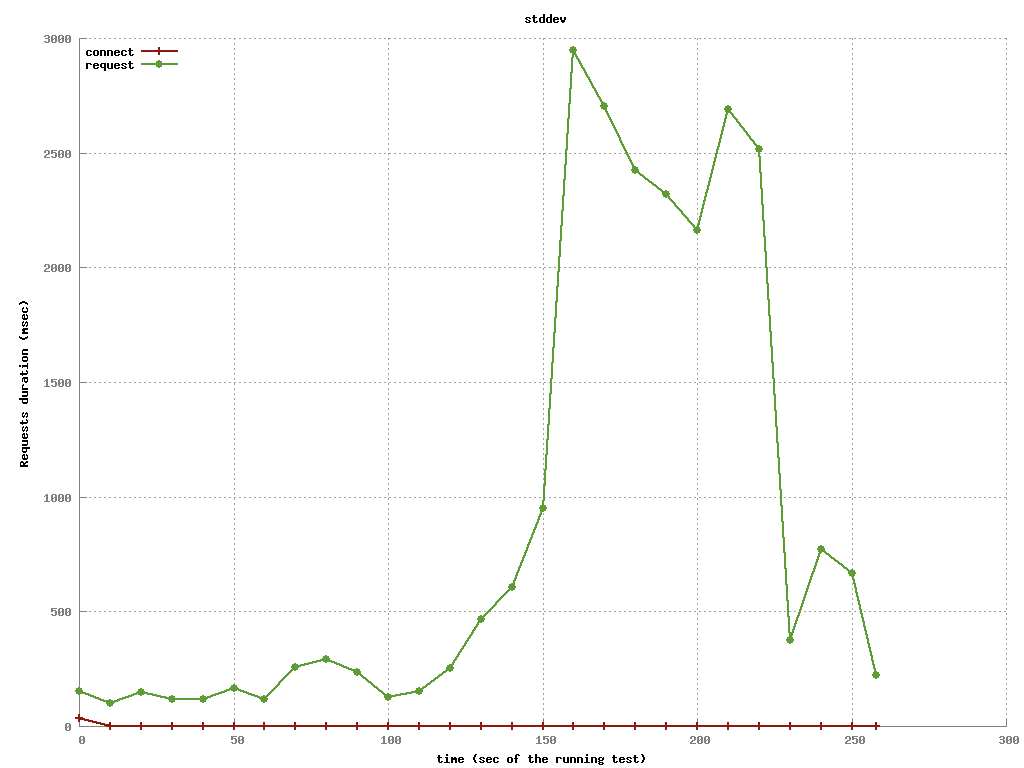 stddev
connect
request
3000
2500
2000
1500
1000
500
0
Requests duration (msec)
0 50 100 150 200 250 300
time (sec of the running test)